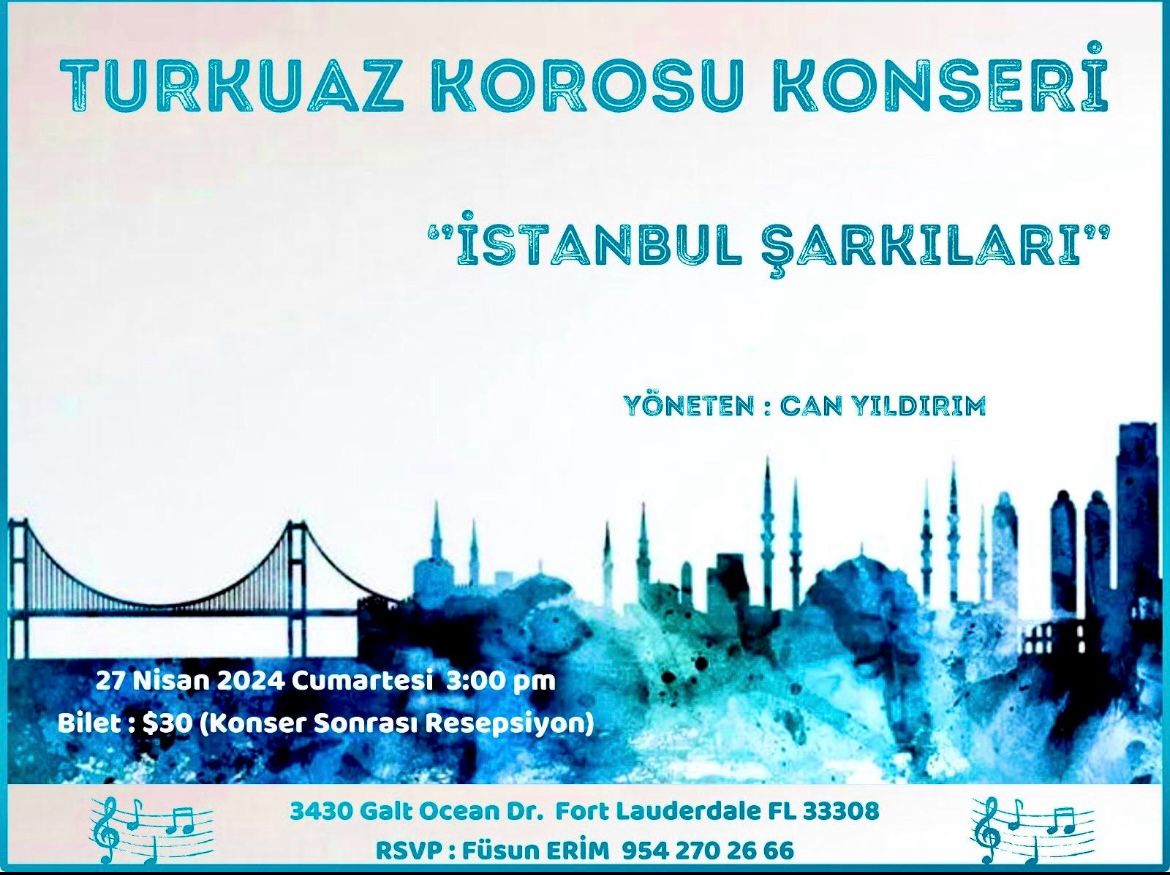 TURKUAZ KOROSU KONSERİ
“İSTANBUL ŞARKILARI”
YÖNETEN : CAN YILDIRIM
27 Nisan 2024 Cumartesi 3:00 pm
Bilet : $30 (Konser Sonrası Resepsiyon)
3430 Galt Ocean Dr. Fort Lauderdale FL 33308
RSVP : Füsun ERİM 954 270 26 66